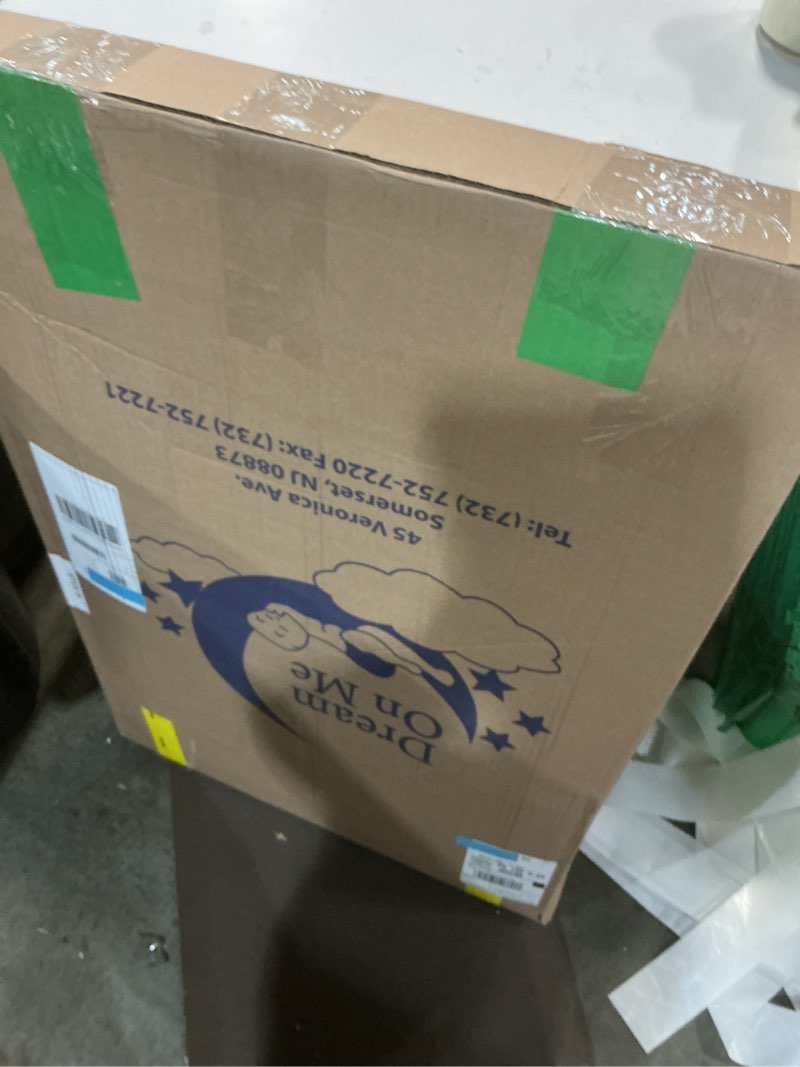 Dream
On Me
45 Veronica Ave.
Somerset, NJ 08873
Tel: (732) 752-7220 Fax: (732) 752-7221